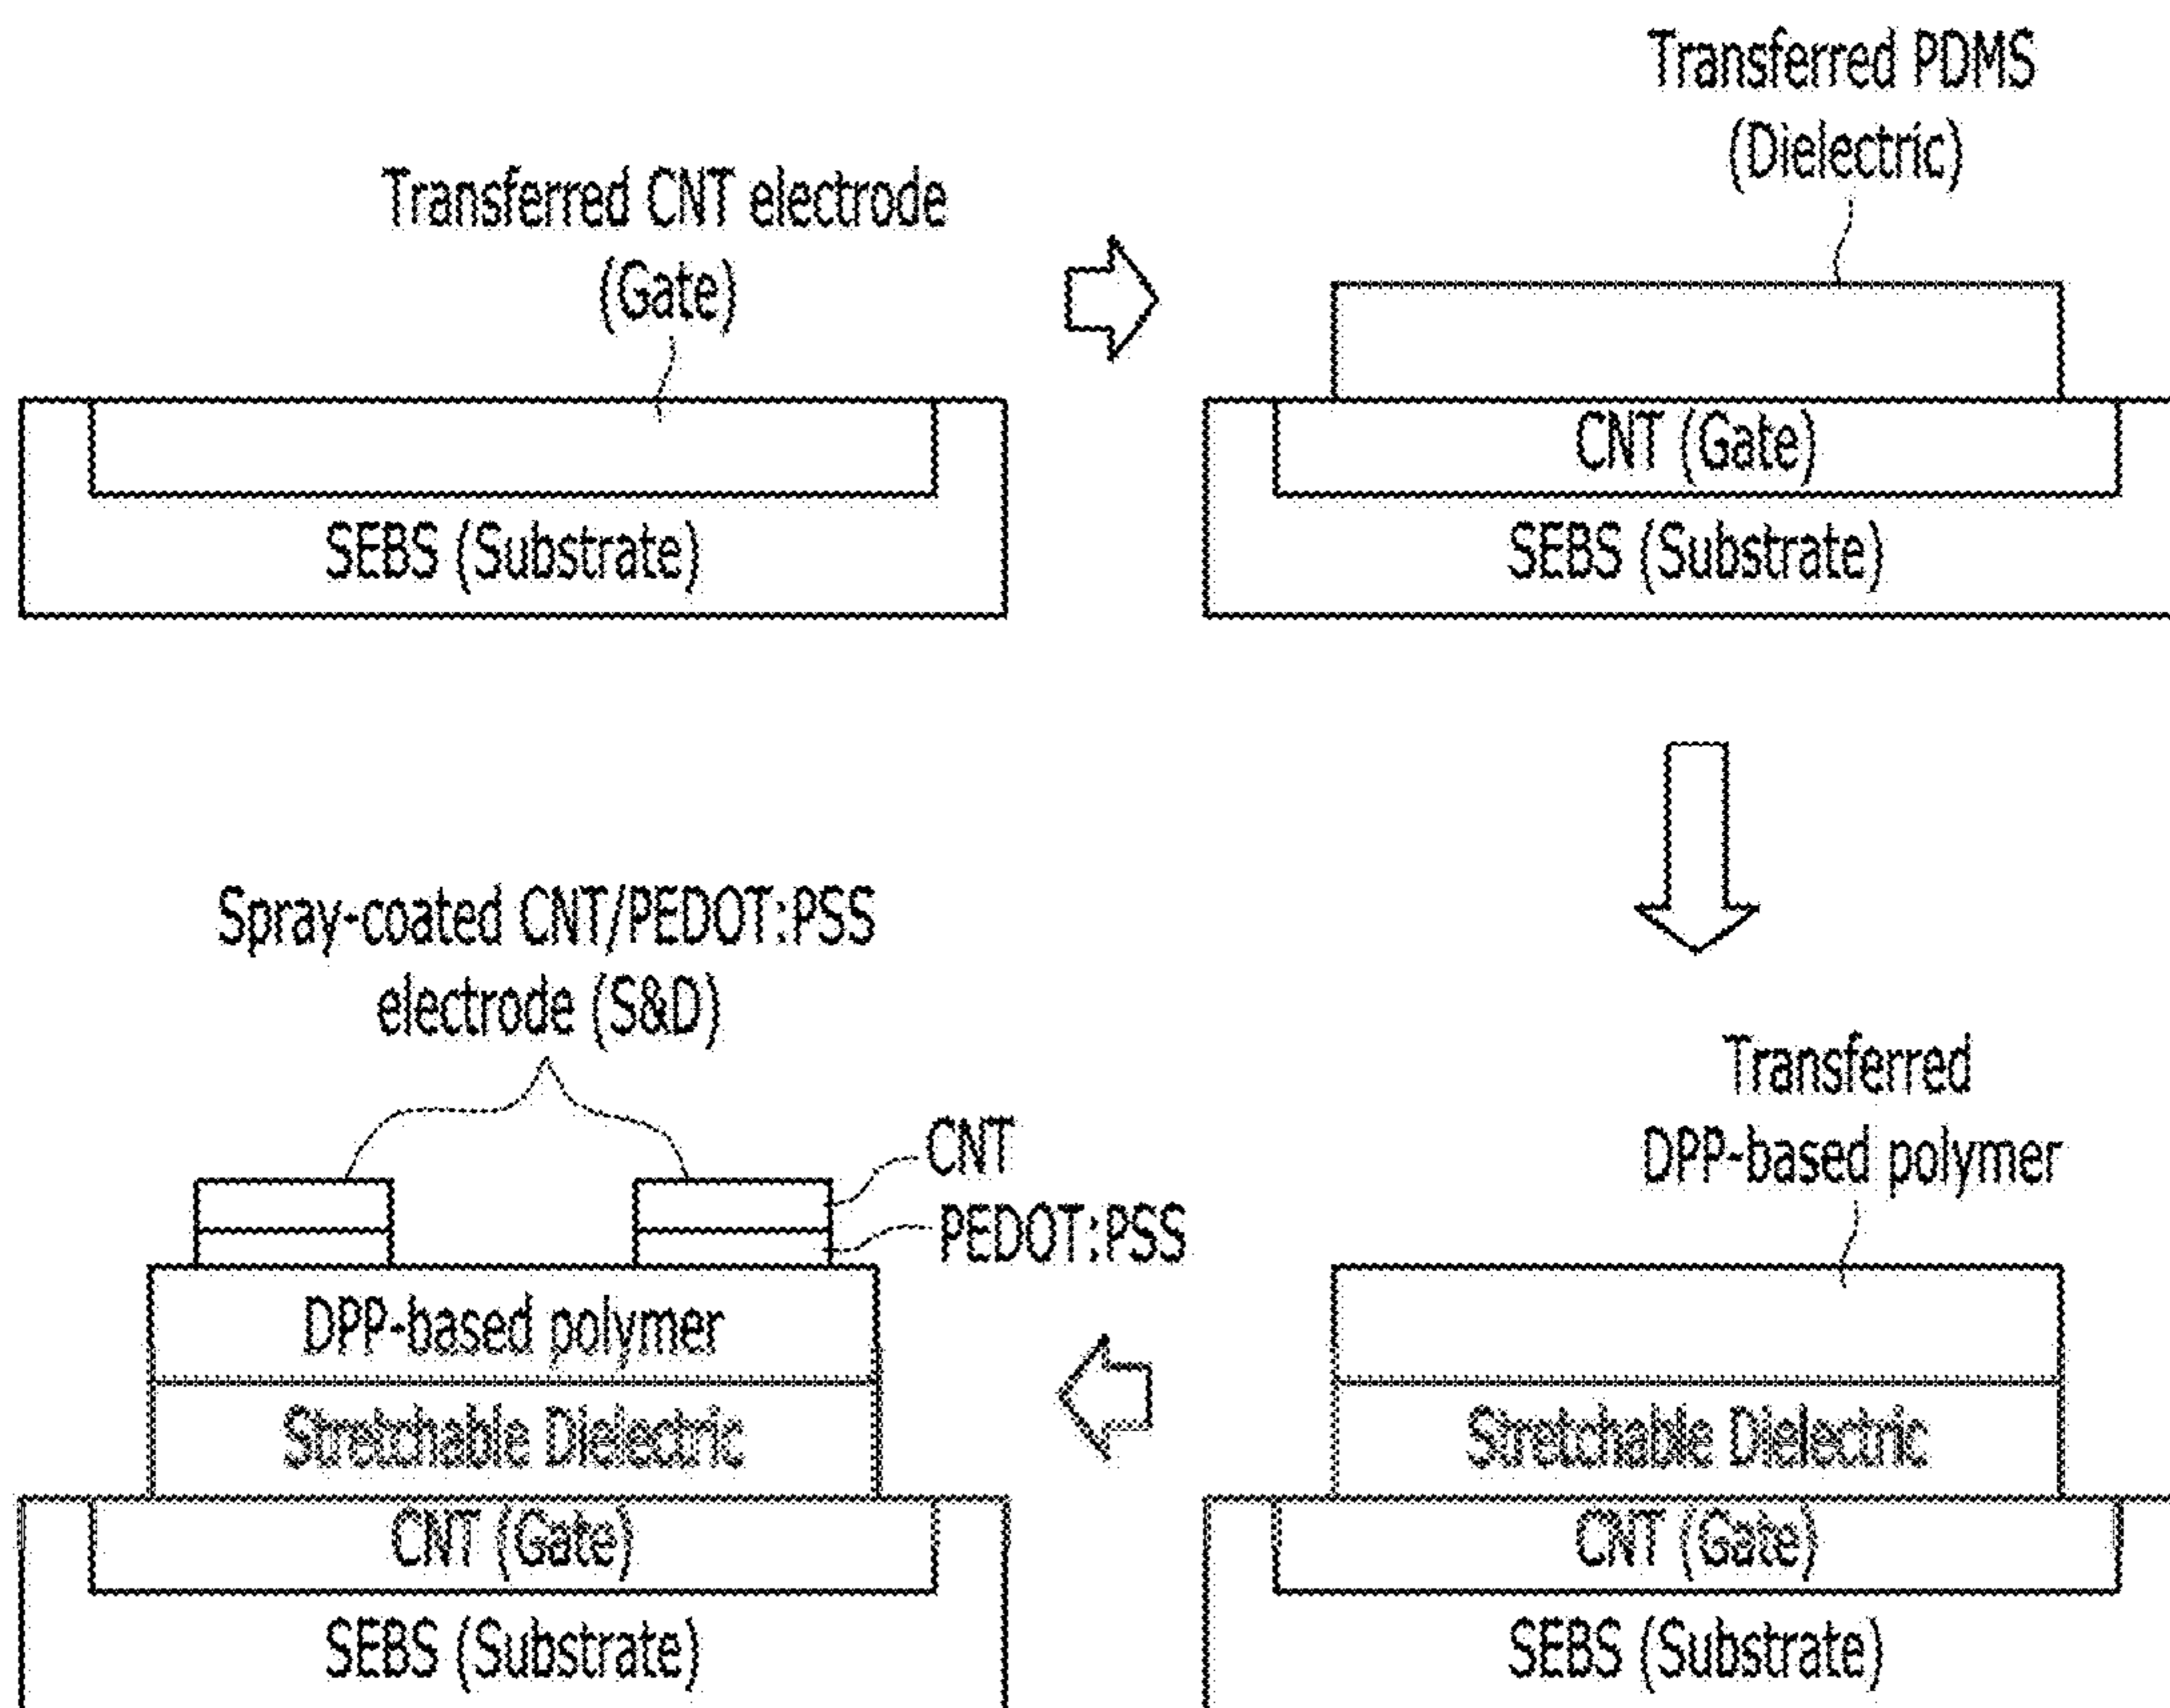 Transferred CNT electrode
(Gate)
SEBS (Substrate)
Transferred PDMS
(Dielectric)
CNT (Gate)
SEBS (Substrate)
Transferred
DPP-based polymer
Stretchable Dielectric
CNT (Gate)
SEBS (Substrate)
Spray-coated CNT/PEDOT:PSS
electrode (S&D)
CNT
PEDOT:PSS
DPP-based polymer
Stretchable Dielectric
CNT (Gate)
SEBS (Substrate)